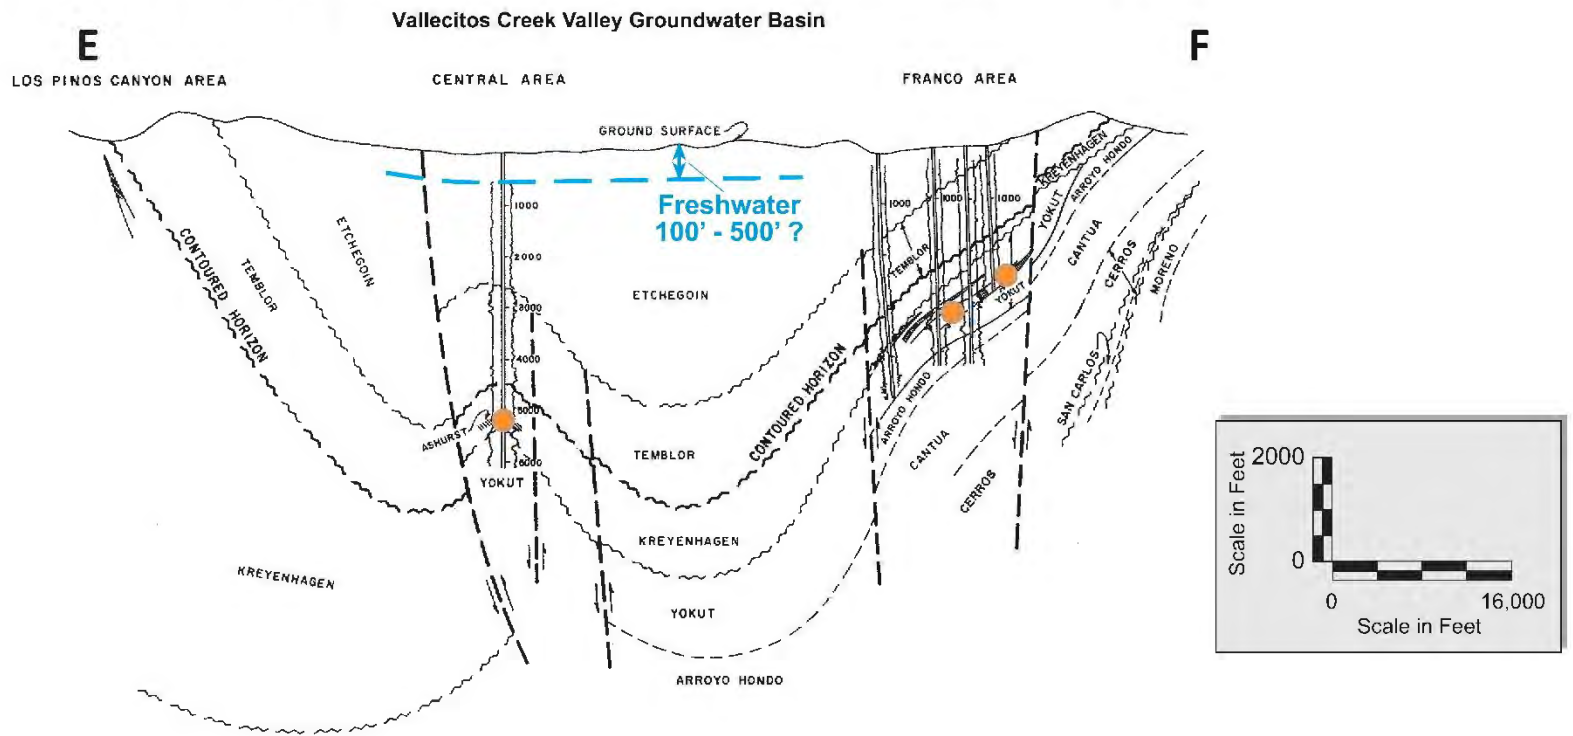 Vallecitos Creek Valley Groundwater Basin
E
F
LOS PINOS CANYON AREA
CENTRAL AREA
FRANCO AREA
GROUND SURFACE
Freshwater
100' - 500' ?
1000
2000
3000
4000
5000
6000
1000
1000
1000
ETCHEGOIN
TEMBLOR
CONTOURED HORIZON
ETCHEGOIN
TEMBLOR
KREYENHAGEN
YOKUT
ARROYO HONDO
CANTUA
CERROS
MORENO
YOKUT
CONTOURED HORIZON
ASHURST
YOKUT
TEMBLOR
ARROYO HONDO
CANTUA
CERROS
SAN CARLOS
KREYENHAGEN
KREYENHAGEN
YOKUT
ARROYO HONDO
Scale in Feet
2000
0
0
16,000
Scale in Feet